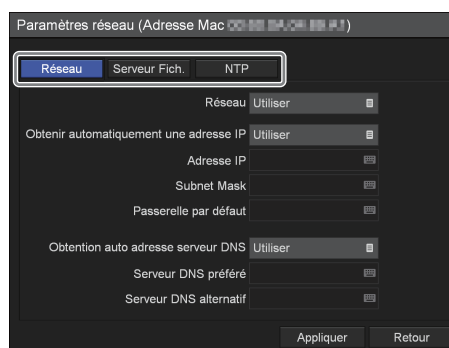 Paramètres réseau (Adresse Mac )
Réseau Serveur Fich. NTP
Réseau Utiliser
Obtenir automatiquement une adresse IP Utiliser
Adresse IP
Subnet Mask
Passerelle par défaut
Obtention auto adresse serveur DNS Utiliser
Serveur DNS préféré
Serveur DNS alternatif
Appliquer Retour